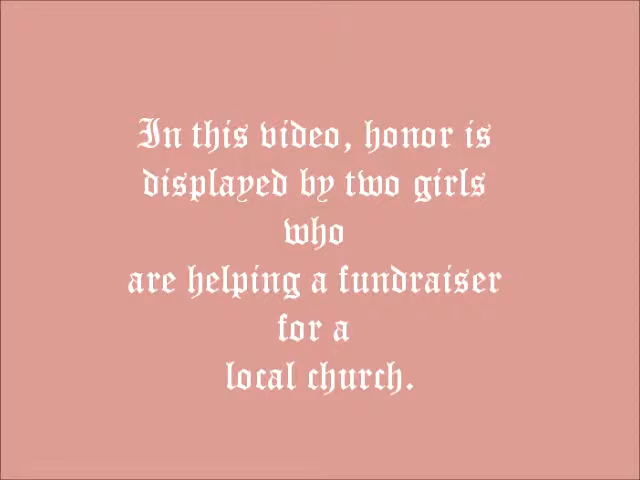 In this video, honor is
displayed by two girls
who
are helping a fundraiser
for a
local church.